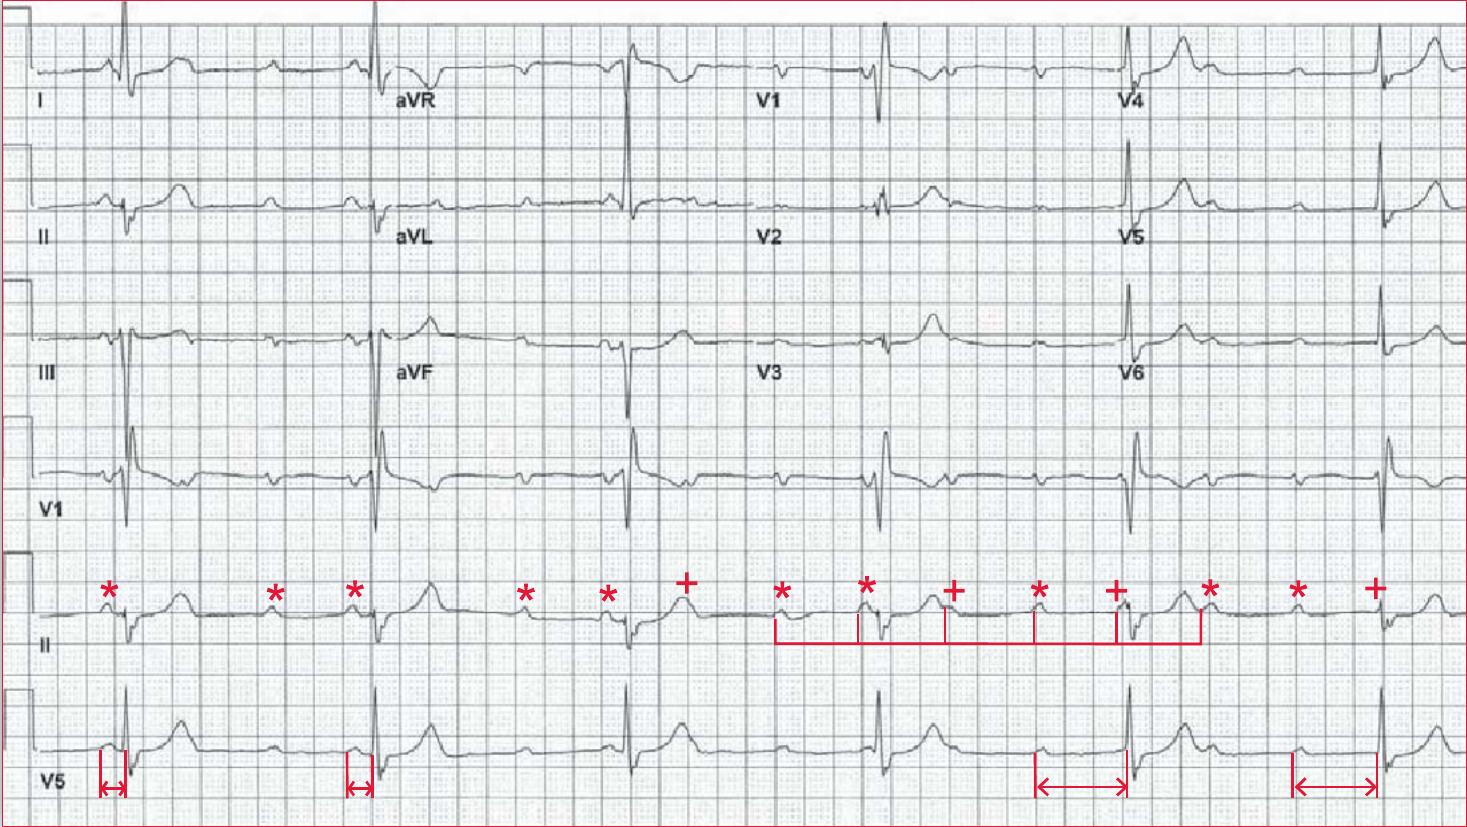 I aVR V1 V4
II aVL V2 V5
III aVF V3 V6
V1
* * * * * + * * + * + * * +
II
V5